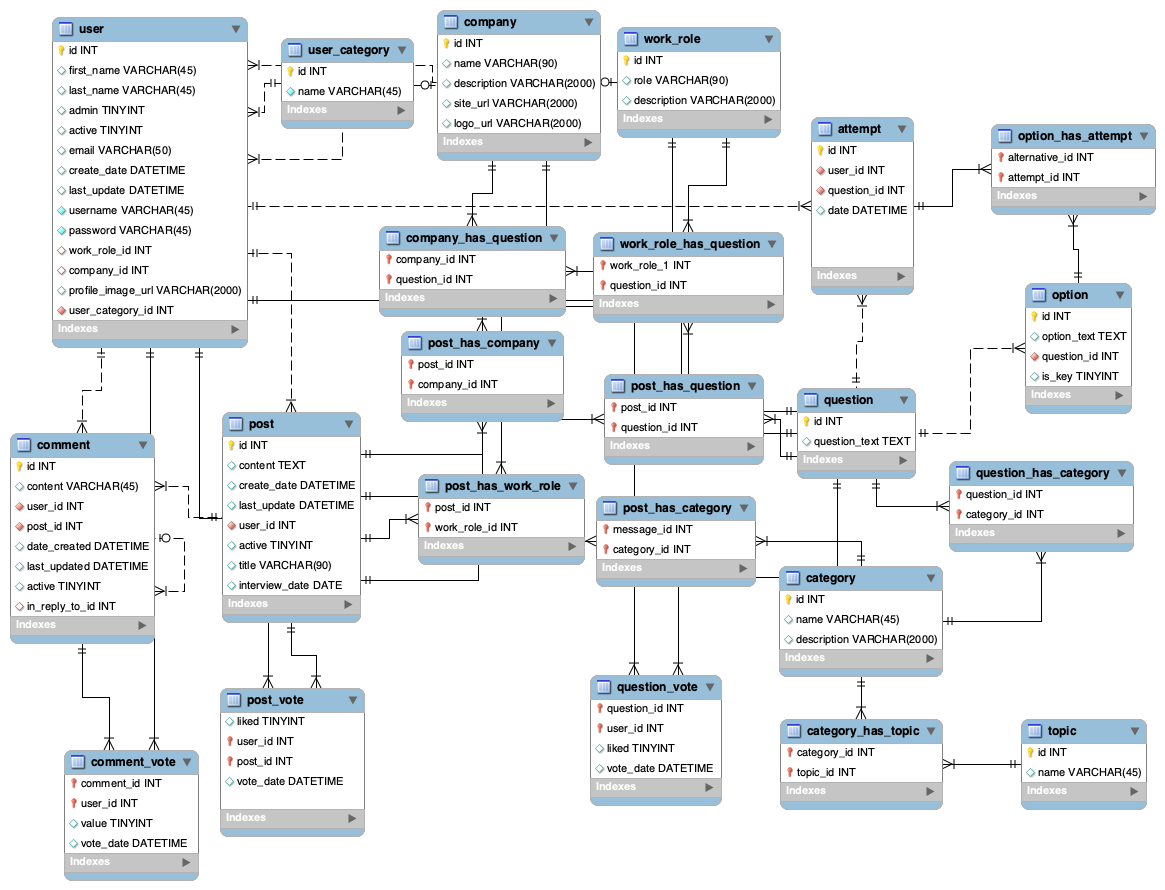 user
id INT
first_name VARCHAR(45)
last_name VARCHAR(45)
admin TINYINT
active TINYINT
email VARCHAR(50)
create_date DATETIME
last_update DATETIME
username VARCHAR(45)
password VARCHAR(45)
work_role_id INT
company_id INT
profile_image_url VARCHAR(2000)
user_category_id INT
Indexes
user_category
id INT
name VARCHAR(45)
Indexes
company
id INT
name VARCHAR(90)
description VARCHAR(2000)
site_url VARCHAR(2000)
logo_url VARCHAR(2000)
Indexes
work_role
id INT
role VARCHAR(90)
description VARCHAR(2000)
Indexes
attempt
id INT
user_id INT
question_id INT
date DATETIME
Indexes
option_has_attempt
alternative_id INT
attempt_id INT
Indexes
company_has_question
company_id INT
question_id INT
Indexes
work_role_has_question
work_role_1 INT
question_id INT
Indexes
option
id INT
option_text TEXT
question_id INT
is_key TINYINT
Indexes
post_has_company
post_id INT
company_id INT
Indexes
post_has_question
post_id INT
question_id INT
Indexes
question
id INT
question_text TEXT
Indexes
comment
id INT
content VARCHAR(45)
user_id INT
post_id INT
date_created DATETIME
last_updated DATETIME
active TINYINT
in_reply_to_id INT
Indexes
post
id INT
content TEXT
create_date DATETIME
last_update DATETIME
user_id INT
active TINYINT
title VARCHAR(90)
interview_date DATE
Indexes
post_has_work_role
post_id INT
work_role_id INT
Indexes
post_has_category
message_id INT
category_id INT
Indexes
question_has_category
question_id INT
category_id INT
Indexes
category
id INT
name VARCHAR(45)
description VARCHAR(2000)
Indexes
comment_vote
comment_id INT
user_id INT
value TINYINT
vote_date DATETIME
Indexes
post_vote
liked TINYINT
user_id INT
post_id INT
vote_date DATETIME
Indexes
question_vote
question_id INT
user_id INT
liked TINYINT
vote_date DATETIME
Indexes
category_has_topic
category_id INT
topic_id INT
Indexes
topic
id INT
name VARCHAR(45)
Indexes